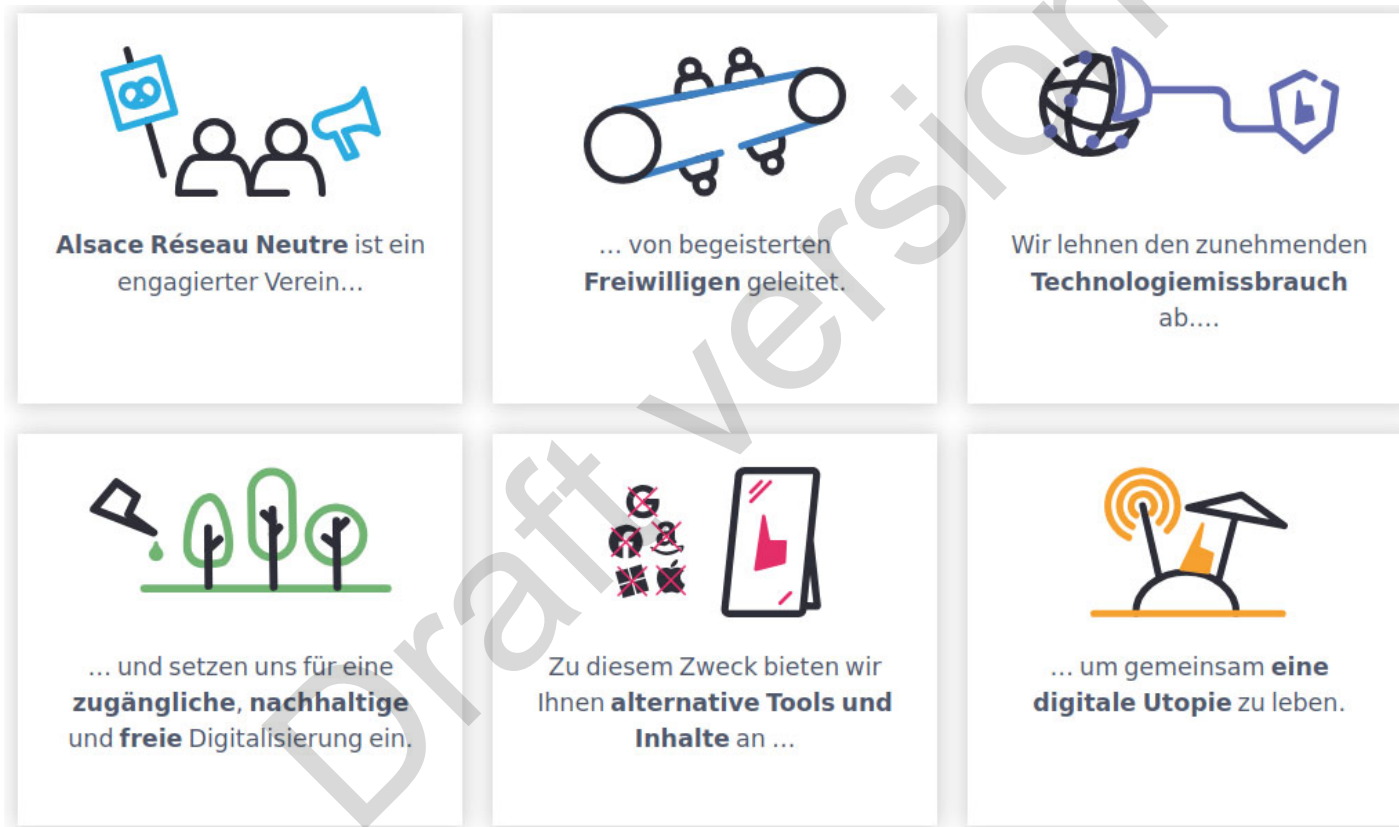 Alsace Réseau Neutre ist ein
engagierter Verein...
... von begeisterten
Freiwilligen geleitet.
Wir lehnen den zunehmenden
Technologiemissbrauch
ab....
... und setzen uns für eine
zugängliche, nachhaltige
und freie Digitalisierung ein.
Zu diesem Zweck bieten wir
Ihnen alternative Tools und
Inhalte an ...
... um gemeinsam eine
digitale Utopie zu leben.
Draft version